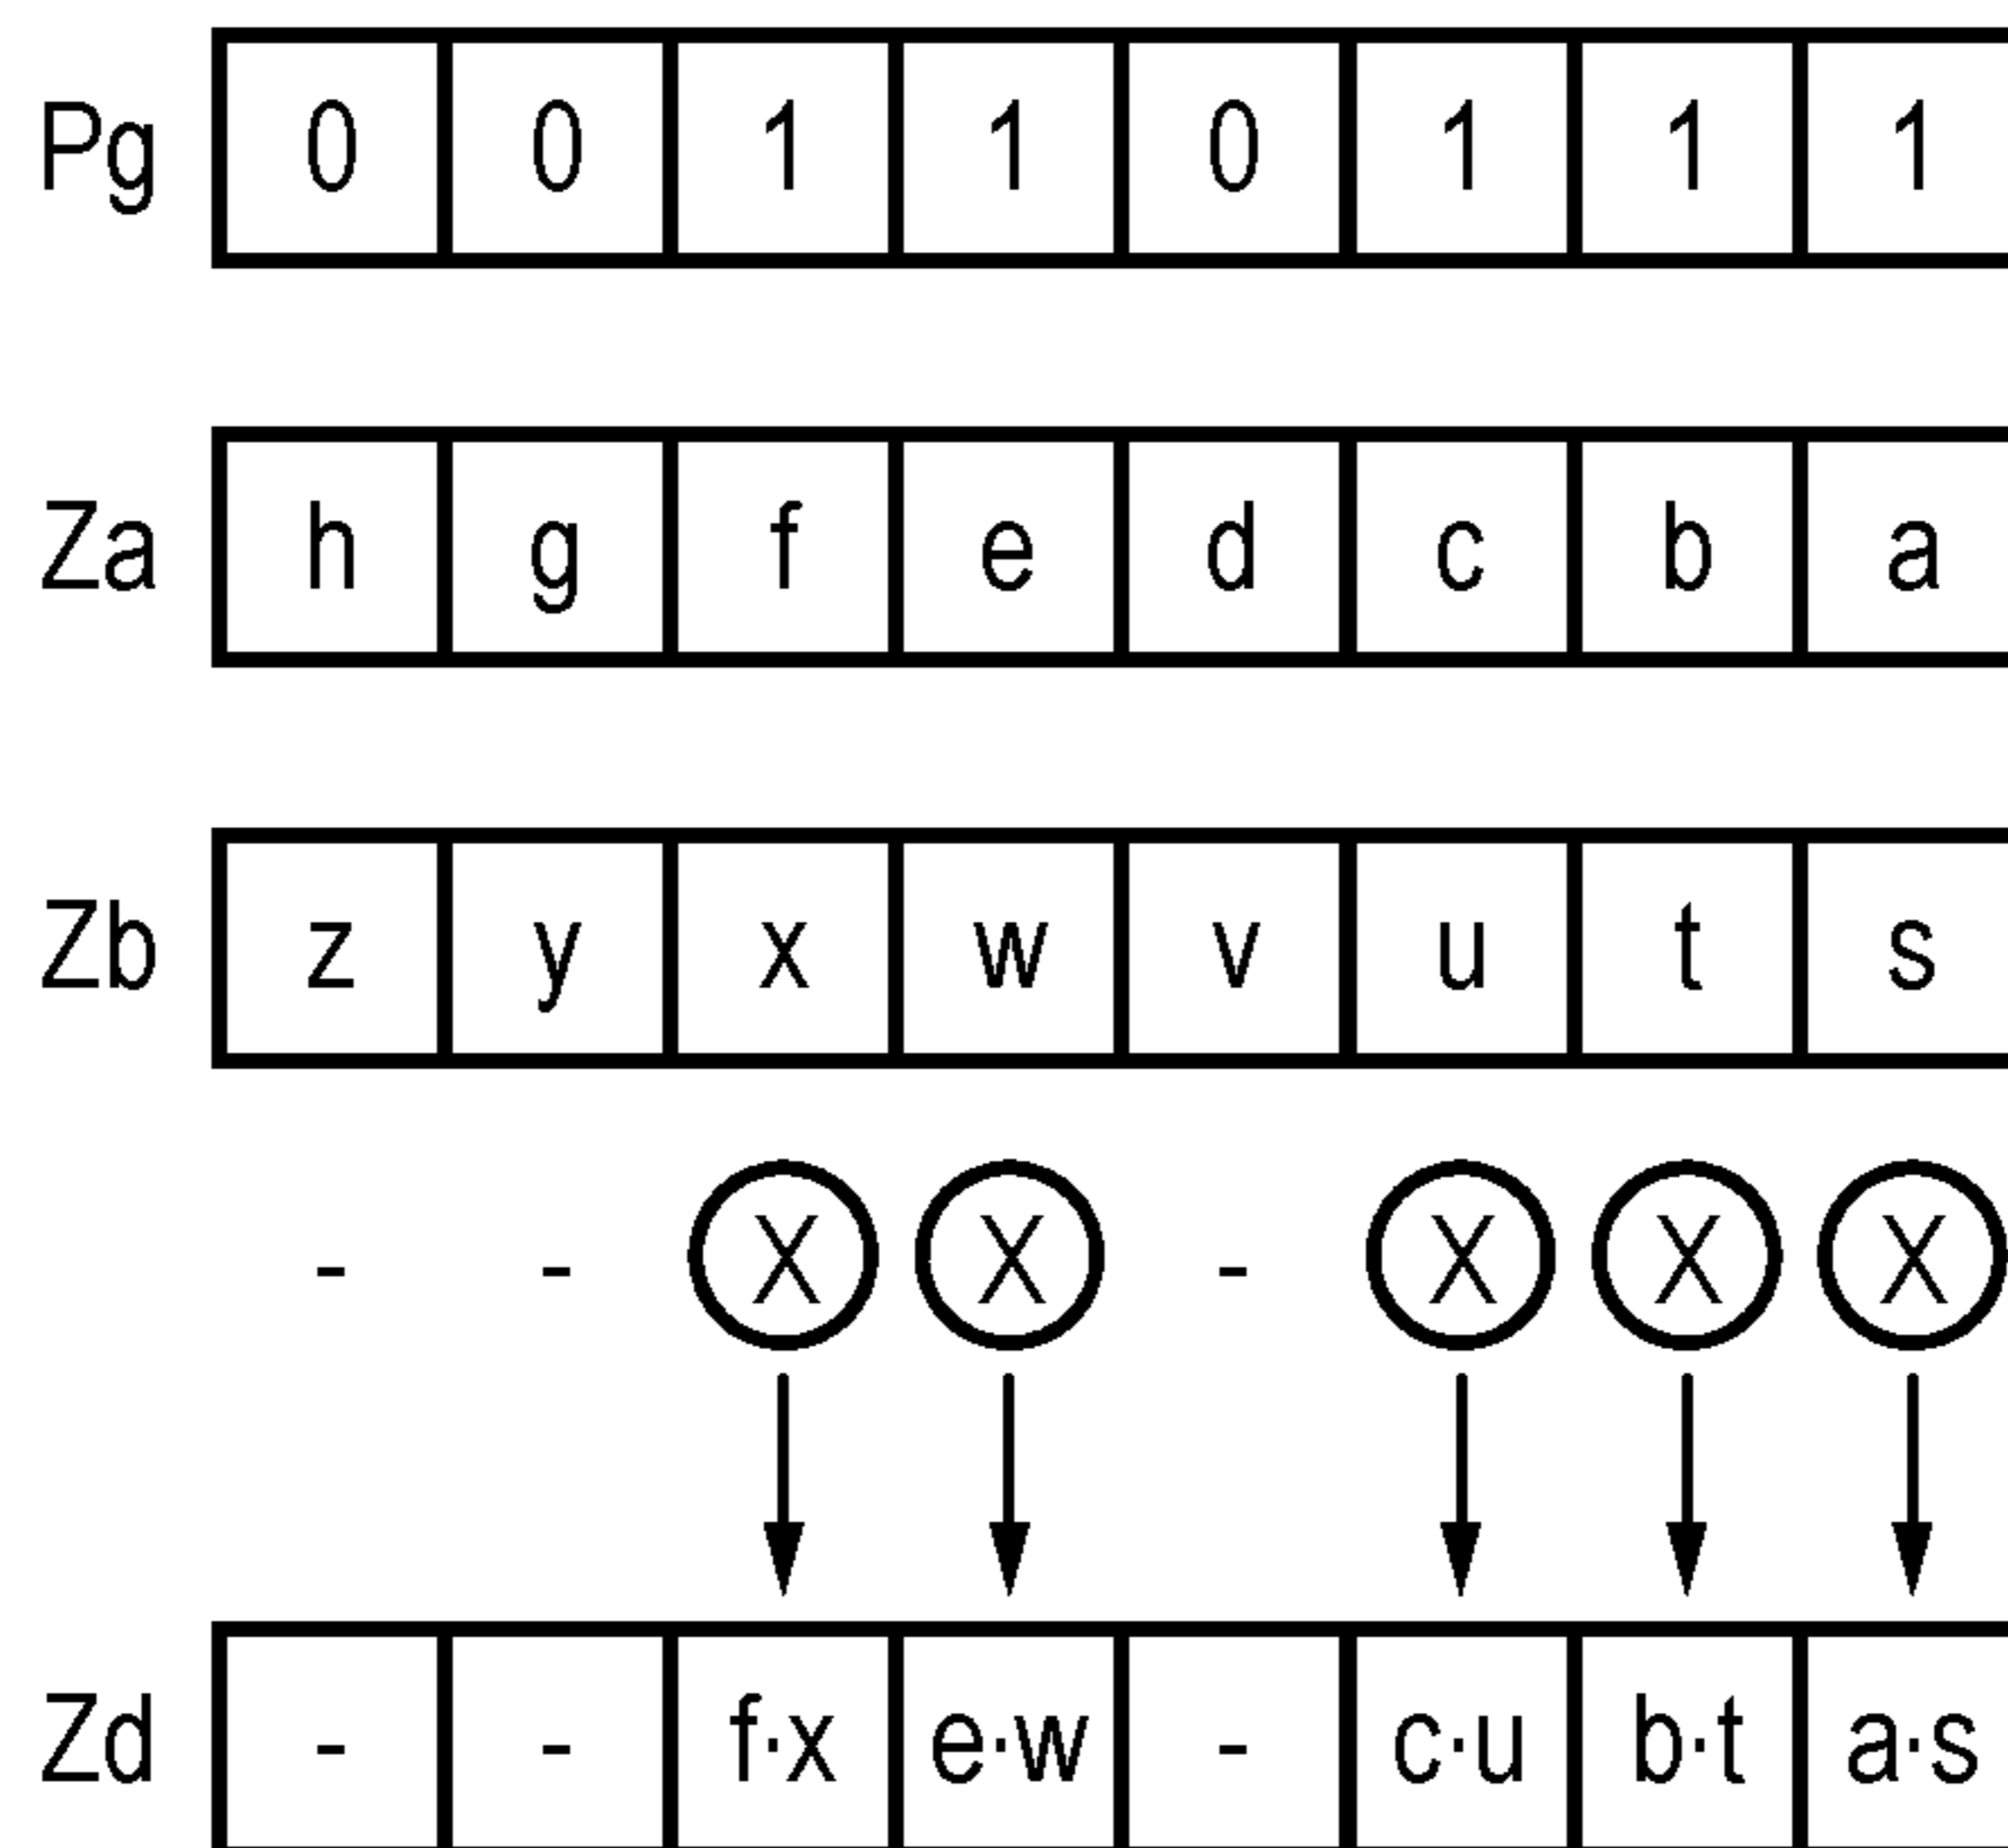 Pg 0 0 1 1 0 1 1 1
Za h g f e d c b a
Zb z y x w v u t s
- - X X - X X X
Zd - - f·x e·w - c·u b·t a·s